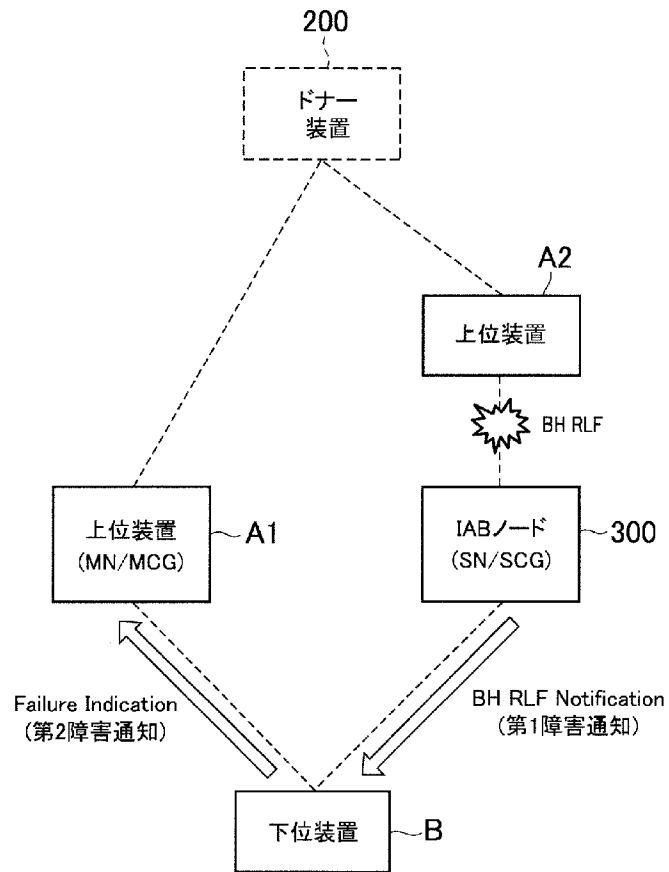 200
ドナー
装置
A2
上位装置
BH RLF
上位装置
(MN/MCG)
A1
IABノード
(SN/SCG)
300
Failure Indication
(第2障害通知)
BH RLF Notification
(第1障害通知)
下位装置
B